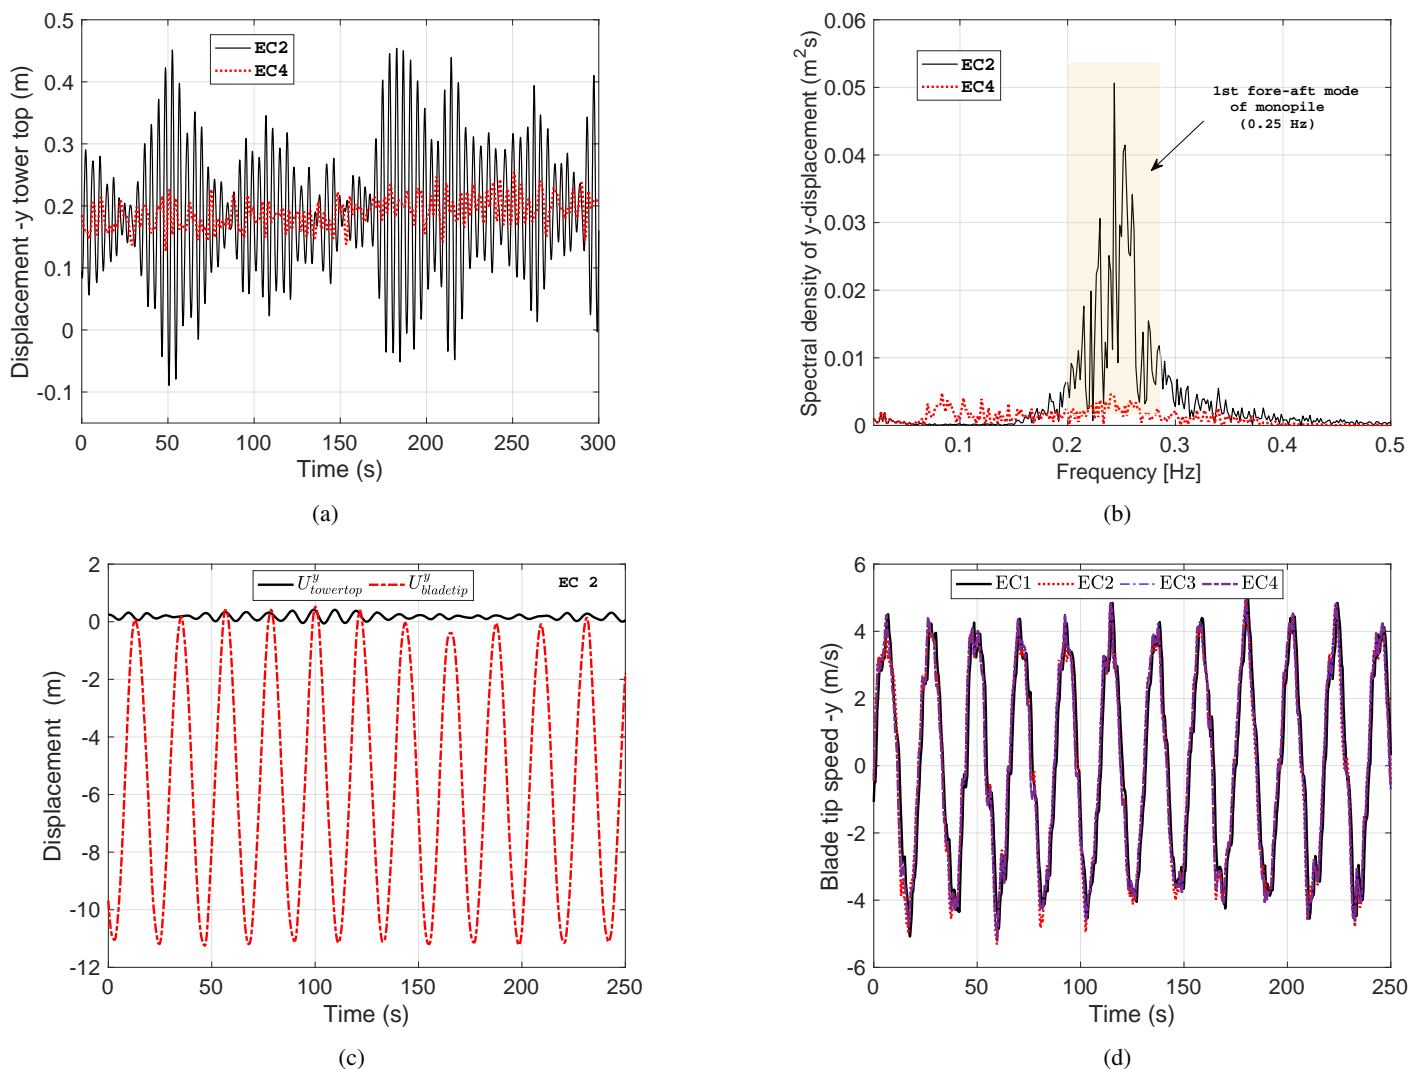 0.5
0.4
0.3
0.2
0.1
0
-0.1
Displacement -y tower top (m)
EC2
EC4
0 50 100 150 200 250 300
Time (s)
(a)
0.06
0.05
0.04
0.03
0.02
0.01
0
Spectral density of y-displacement (m²s)
EC2
EC4
1st fore-aft mode
of monopile
(0.25 Hz)
0.1 0.2 0.3 0.4 0.5
Frequency [Hz]
(b)
2
0
-2
-4
-6
-8
-10
-12
Displacement (m)
U^y_towertop U^y_bladetip
EC 2
0 50 100 150 200 250
Time (s)
(c)
6
4
2
0
-2
-4
-6
Blade tip speed -y (m/s)
EC1 EC2 EC3 EC4
0 50 100 150 200 250
Time (s)
(d)